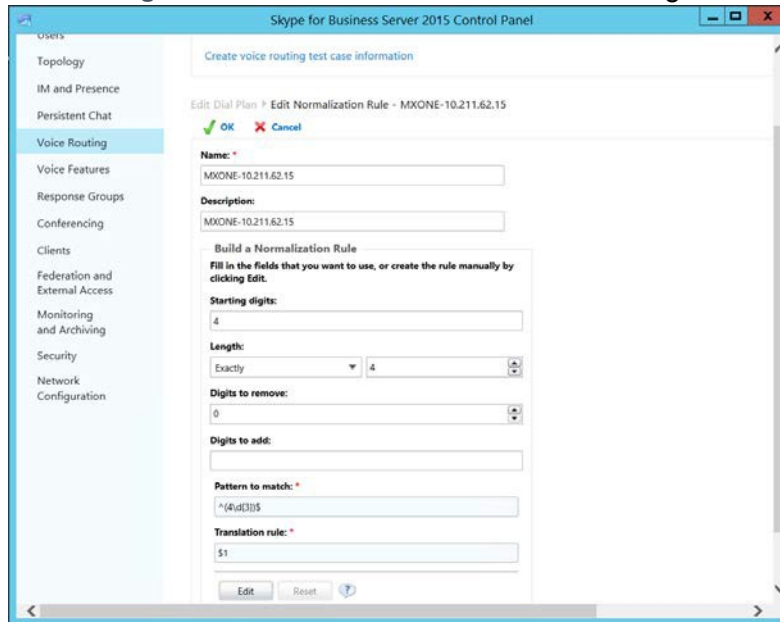 Skype for Business Server 2015 Control Panel
Users
Topology
IM and Presence
Persistent Chat
Voice Routing
Voice Features
Response Groups
Conferencing
Clients
Federation and
External Access
Monitoring
and Archiving
Security
Network
Configuration
Create voice routing test case information
Edit Dial Plan ▸ Edit Normalization Rule - MXONE-10.211.62.15
OK Cancel
Name: *
MXONE-10.211.62.15
Description:
MXONE-10.211.62.15
Build a Normalization Rule
Fill in the fields that you want to use, or create the rule manually by
clicking Edit.
Starting digits:
4
Length:
Exactly 4
Digits to remove:
0
Digits to add:
Pattern to match: *
^(4\d{3})$
Translation rule: *
$1
Edit Reset ?